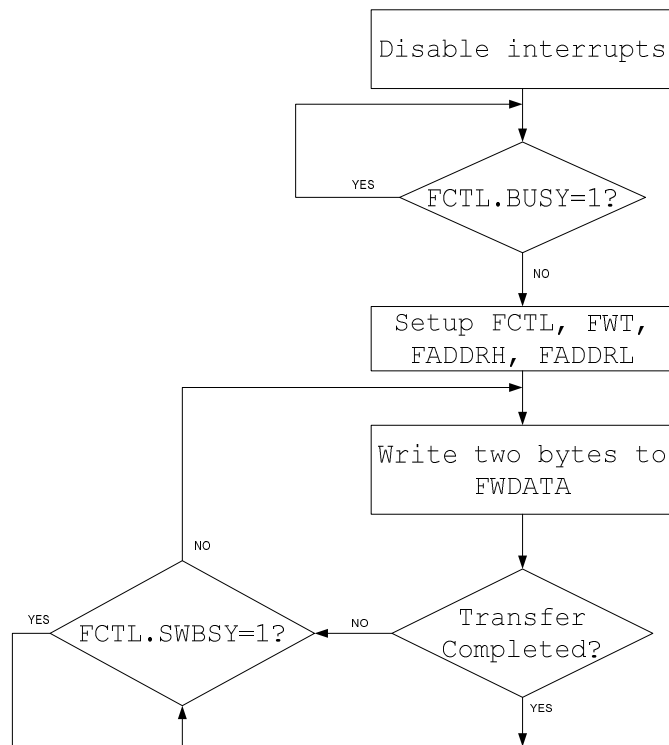 Disable interrupts
YES
FCTL.BUSY=1?
NO
Setup FCTL, FWT,
FADDRH, FADDRL
Write two bytes to
FWDATA
NO
YES
FCTL.SWBSY=1?
NO
Transfer
Completed?
YES